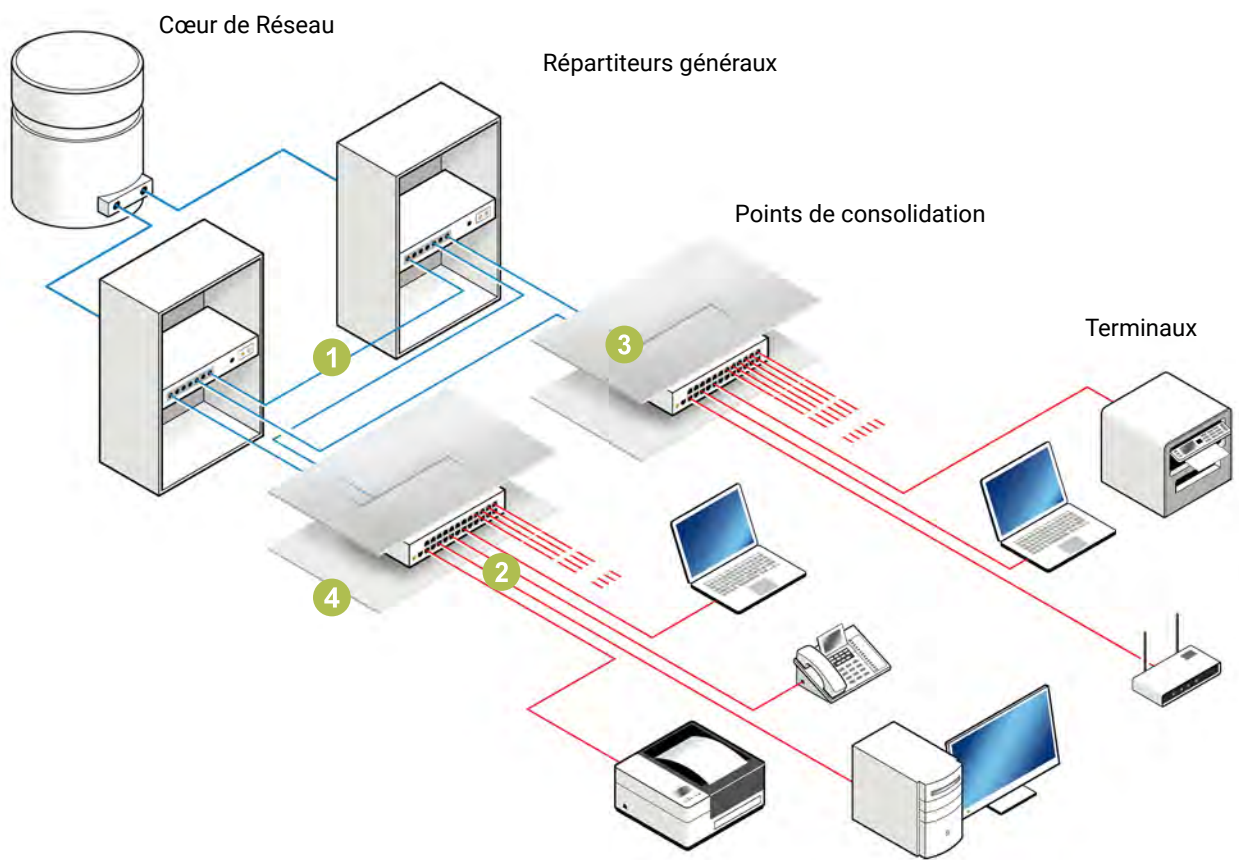 Cœur de Réseau
Répartiteurs généraux
Points de consolidation
Terminaux
1
3
2
4